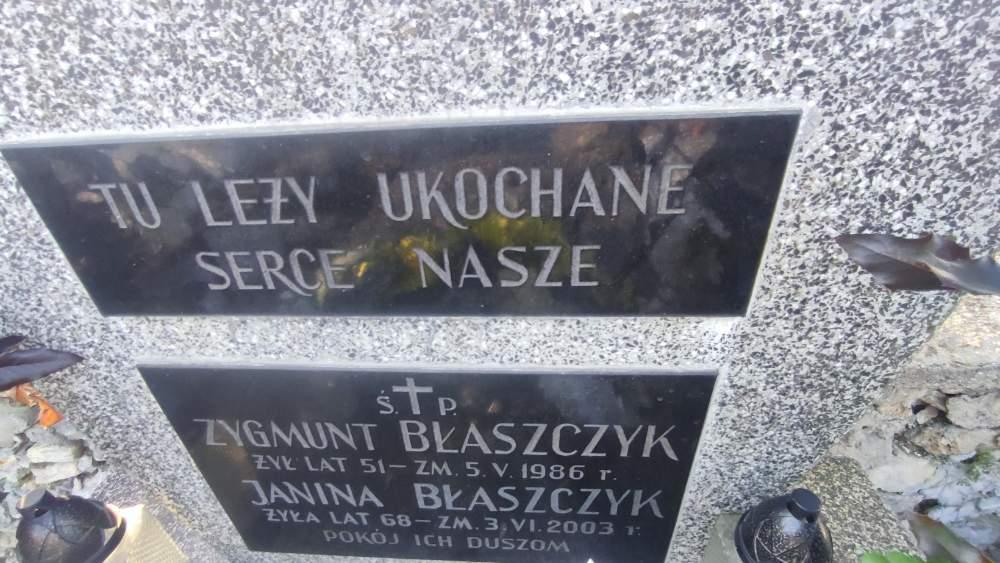 TU LEŻY UKOCHANE
SERCE NASZE
Ś.†P.
ZYGMUNT BŁASZCZYK
ŻYŁ LAT 51 – ZM. 5. V. 1986 r.
JANINA BŁASZCZYK
ŻYŁA LAT 68 – ZM. 3. VI. 2003 r.
POKÓJ ICH DUSZOM